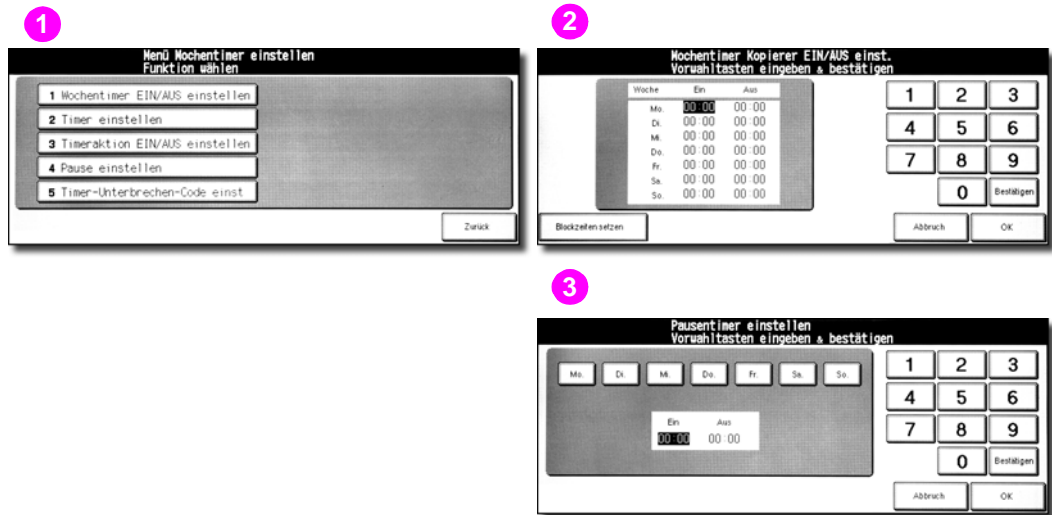 1
Menü Wochentimer einstellen
Funktion wählen
1 Wochentimer EIN/AUS einstellen
2 Timer einstellen
3 Timeraktion EIN/AUS einstellen
4 Pause einstellen
5 Timer-Unterbrechen-Code einst
Zurück
2
Wochentimer Kopierer EIN/AUS einst.
Vorwahltasten eingeben & bestätigen
Woche Ein Aus
Mo. 00:00 00:00
Di. 00:00 00:00
Mi. 00:00 00:00
Do. 00:00 00:00
Fr. 00:00 00:00
Sa. 00:00 00:00
So. 00:00 00:00
1 2 3
4 5 6
7 8 9
0 Bestätigen
Blockzeiten setzen
Abbruch OK
3
Pausentimer einstellen
Vorwahltasten eingeben & bestätigen
Mo. Di. Mi. Do. Fr. Sa. So.
Ein Aus
00:00 00:00
1 2 3
4 5 6
7 8 9
0 Bestätigen
Abbruch OK